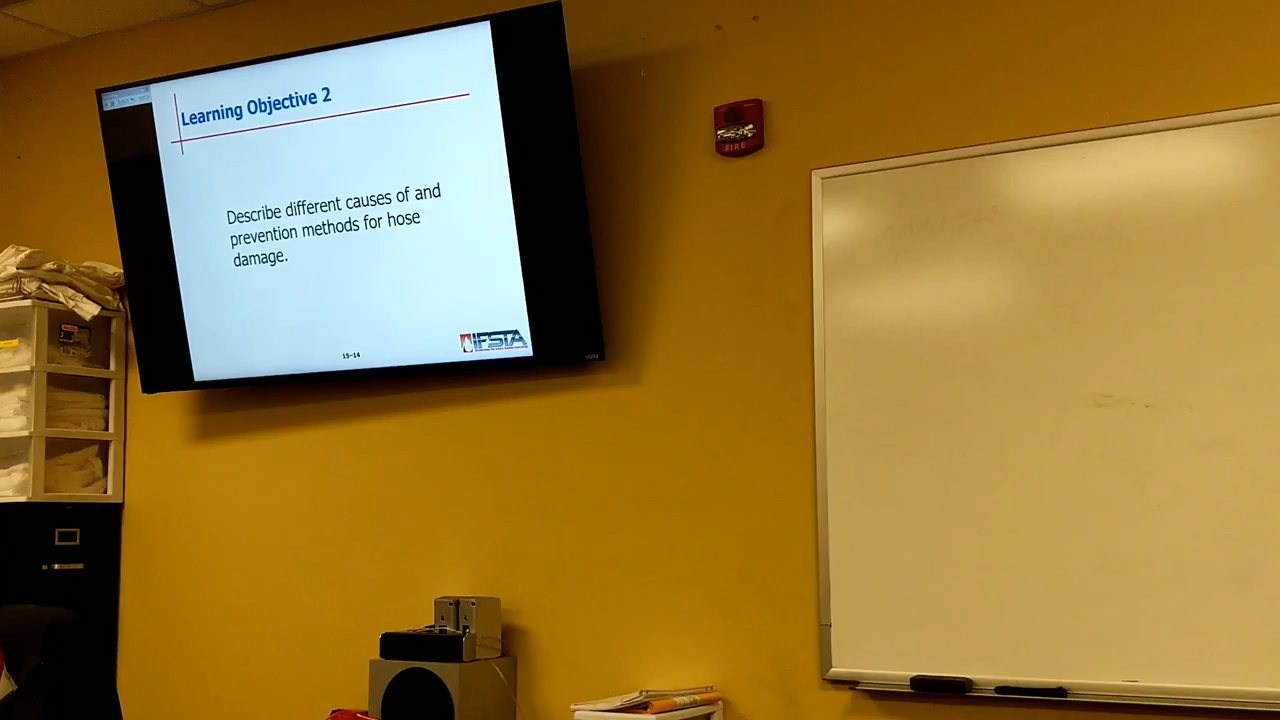 Learning Objective 2
Describe different causes of and
prevention methods for hose
damage.
15-14
IFSTA
FIRE